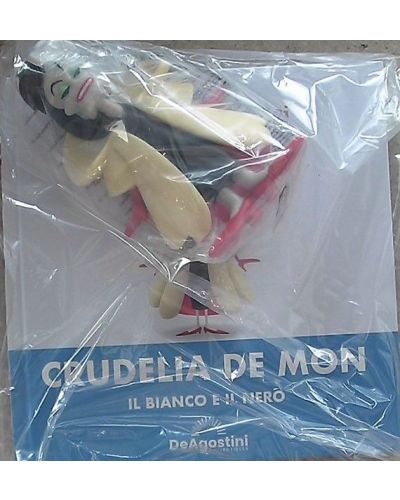 CRUDELIA DE MON
IL BIANCO E IL NERO
DeAgostini